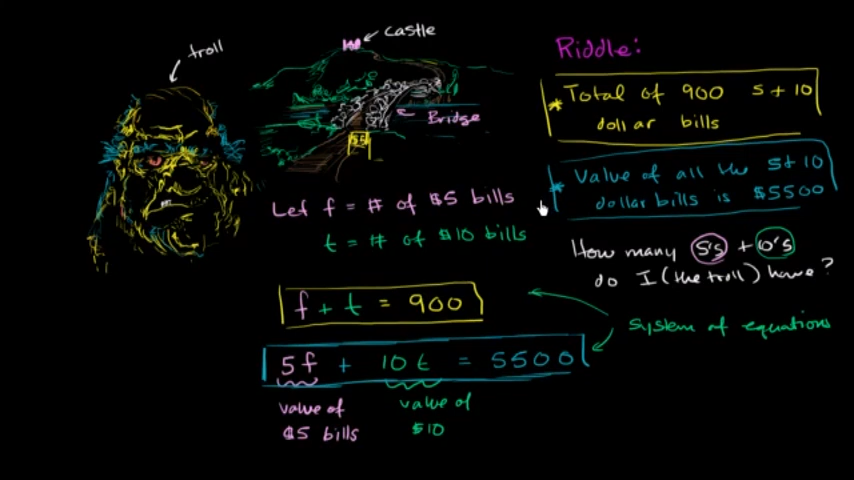 troll
castle
Bridge
$5
Riddle:
* Total of 900 5 + 10
dollar bills
* Value of all the 5 + 10
dollar bills is $5500
How many 5's + 10's
do I (the troll) have?
Let f = # of $5 bills
t = # of $10 bills
f + t = 900
system of equations
5f + 10t = 5500
value of
$5 bills
value of
$10